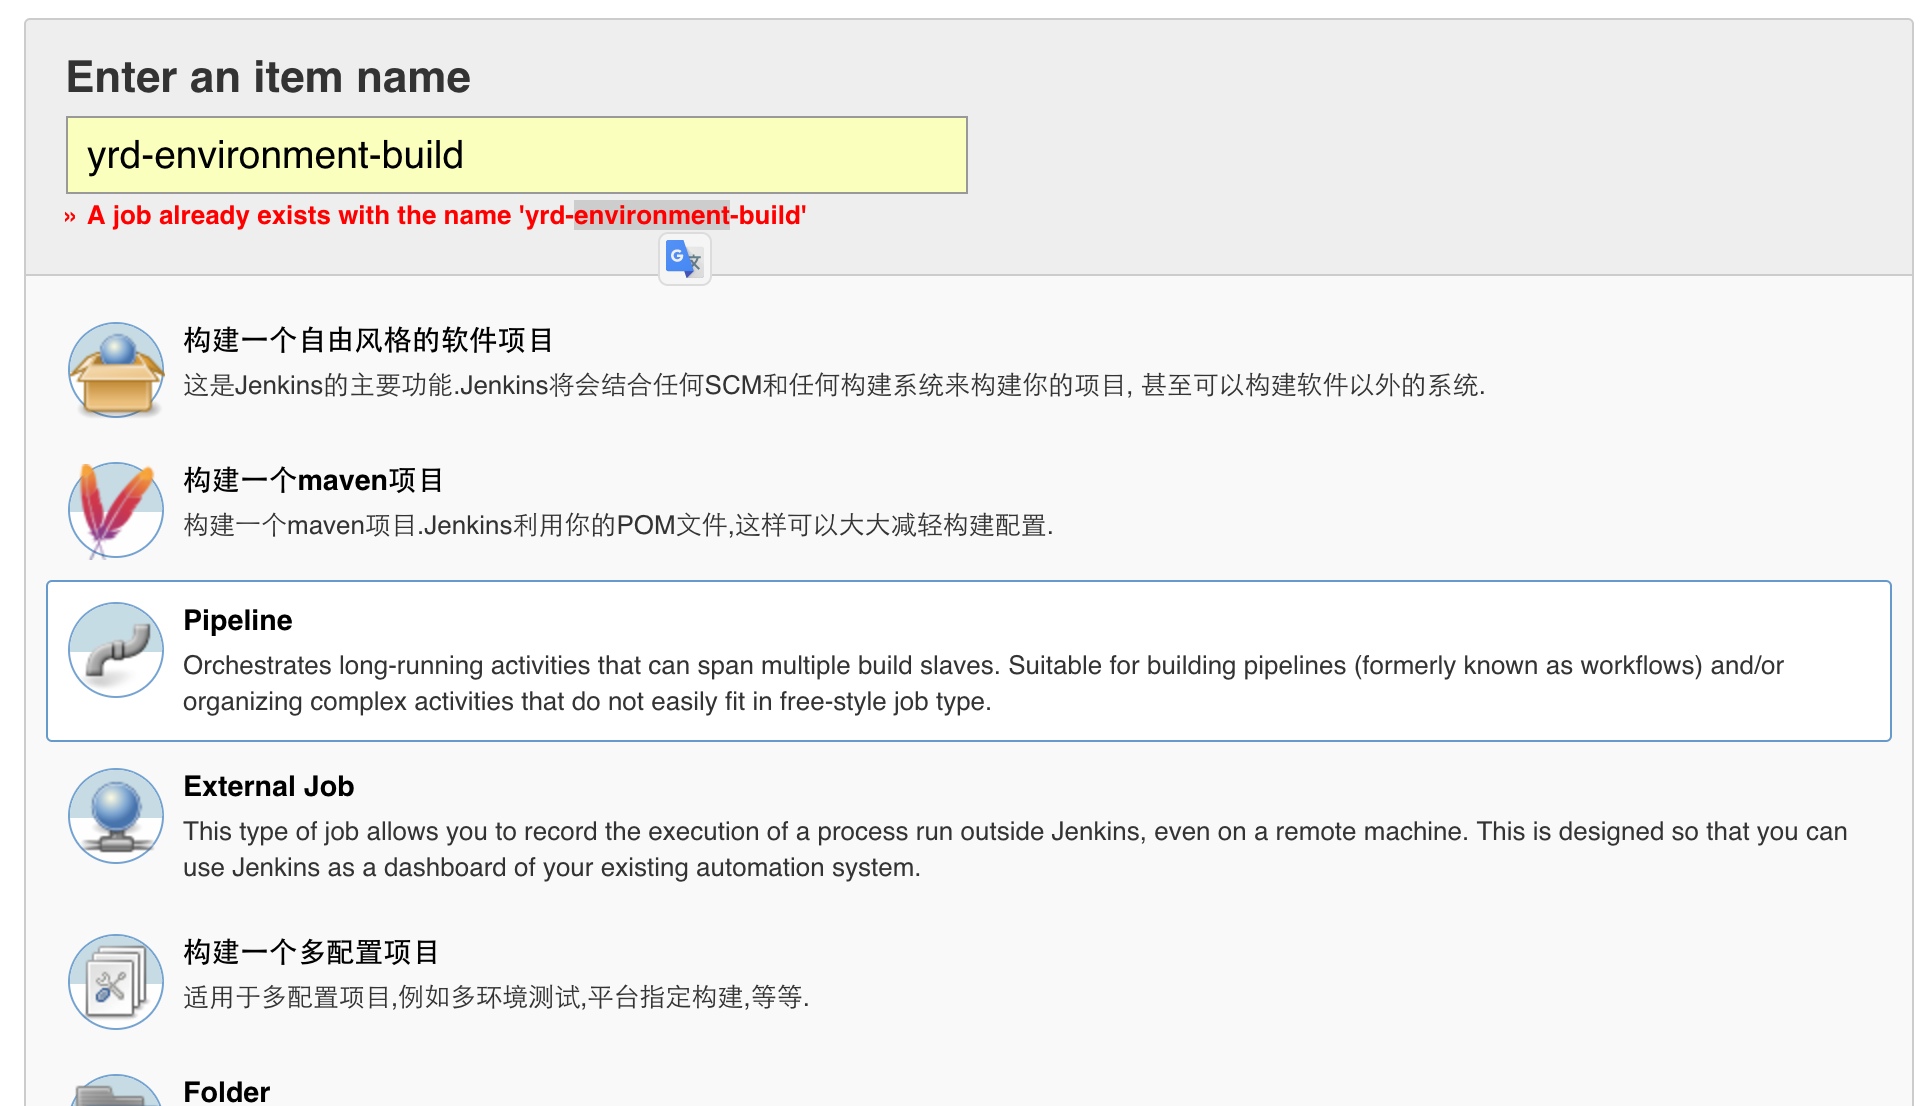 Enter an item name
yrd-environment-build
» A job already exists with the name 'yrd-environment-build'
G文
构建一个自由风格的软件项目
这是Jenkins的主要功能.Jenkins将会结合任何SCM和任何构建系统来构建你的项目, 甚至可以构建软件以外的系统.
构建一个maven项目
构建一个maven项目.Jenkins利用你的POM文件,这样可以大大减轻构建配置.
Pipeline
Orchestrates long-running activities that can span multiple build slaves. Suitable for building pipelines (formerly known as workflows) and/or
organizing complex activities that do not easily fit in free-style job type.
External Job
This type of job allows you to record the execution of a process run outside Jenkins, even on a remote machine. This is designed so that you can
use Jenkins as a dashboard of your existing automation system.
构建一个多配置项目
适用于多配置项目,例如多环境测试,平台指定构建,等等.
Folder